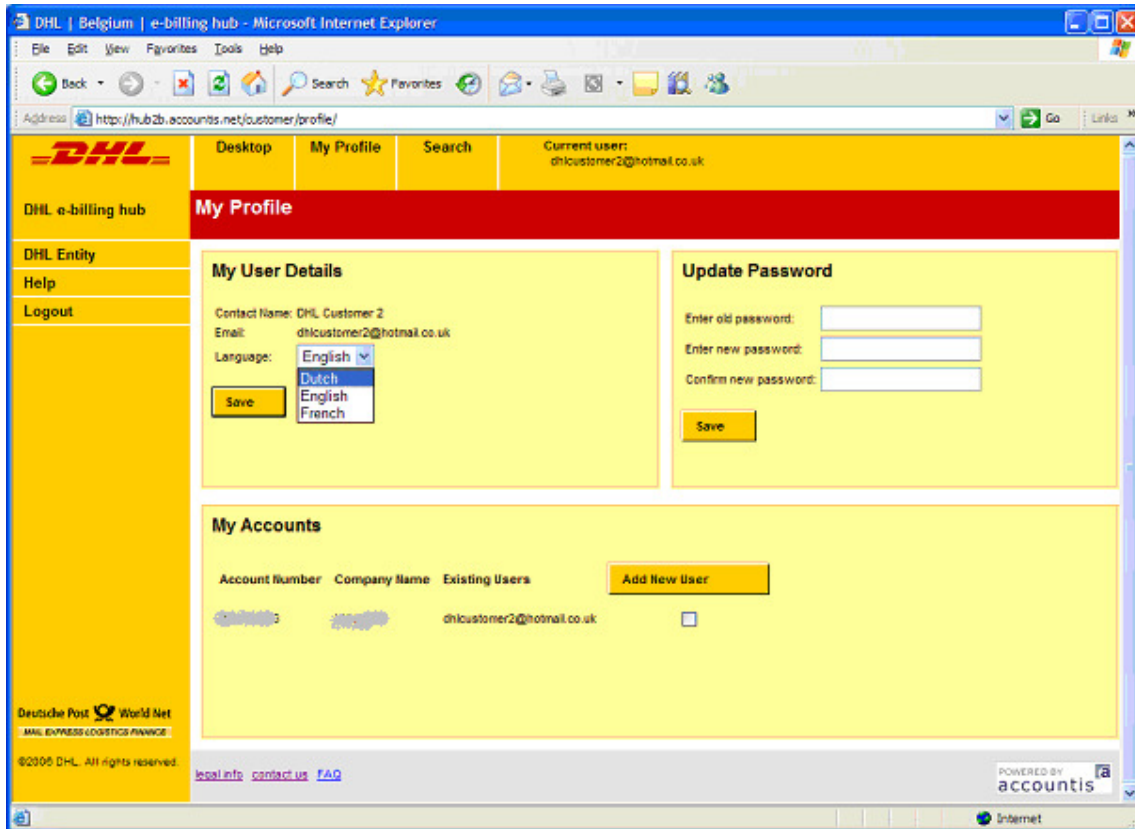 DHL | Belgium | e-billing hub - Microsoft Internet Explorer
File Edit View Favorites Tools Help
Back Search Favorites
Address http://hub2b.accountis.net/customer/profile/ Go Links
DHL Desktop My Profile Search Current user:
dhlcustomer2@hotmail.co.uk
DHL e-billing hub My Profile
DHL Entity
Help
Logout
My User Details
Contact Name: DHL Customer 2
Email: dhlcustomer2@hotmail.co.uk
Language: English
Dutch
English
French
Save
Update Password
Enter old password:
Enter new password:
Confirm new password:
Save
My Accounts
Account Number Company Name Existing Users Add New User
dhlcustomer2@hotmail.co.uk
Deutsche Post World Net
MAIL EXPRESS LOGISTICS FINANCE
©2006 DHL. All rights reserved.
legal info contact us FAQ
POWERED BY
accountis a
Internet